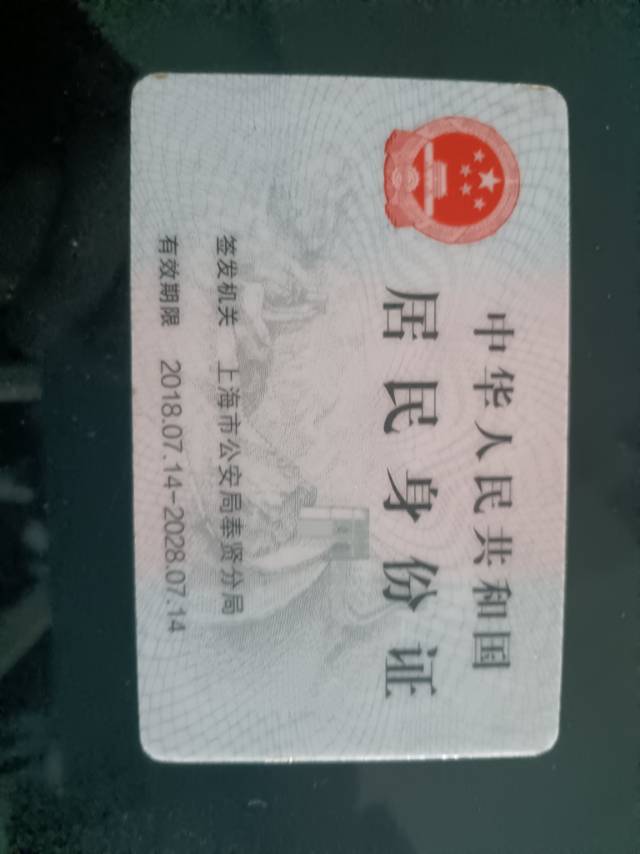 中华人民共和国
居民身份证
签发机关 上海市公安局奉贤分局
有效期限 2018.07.14-2028.07.14